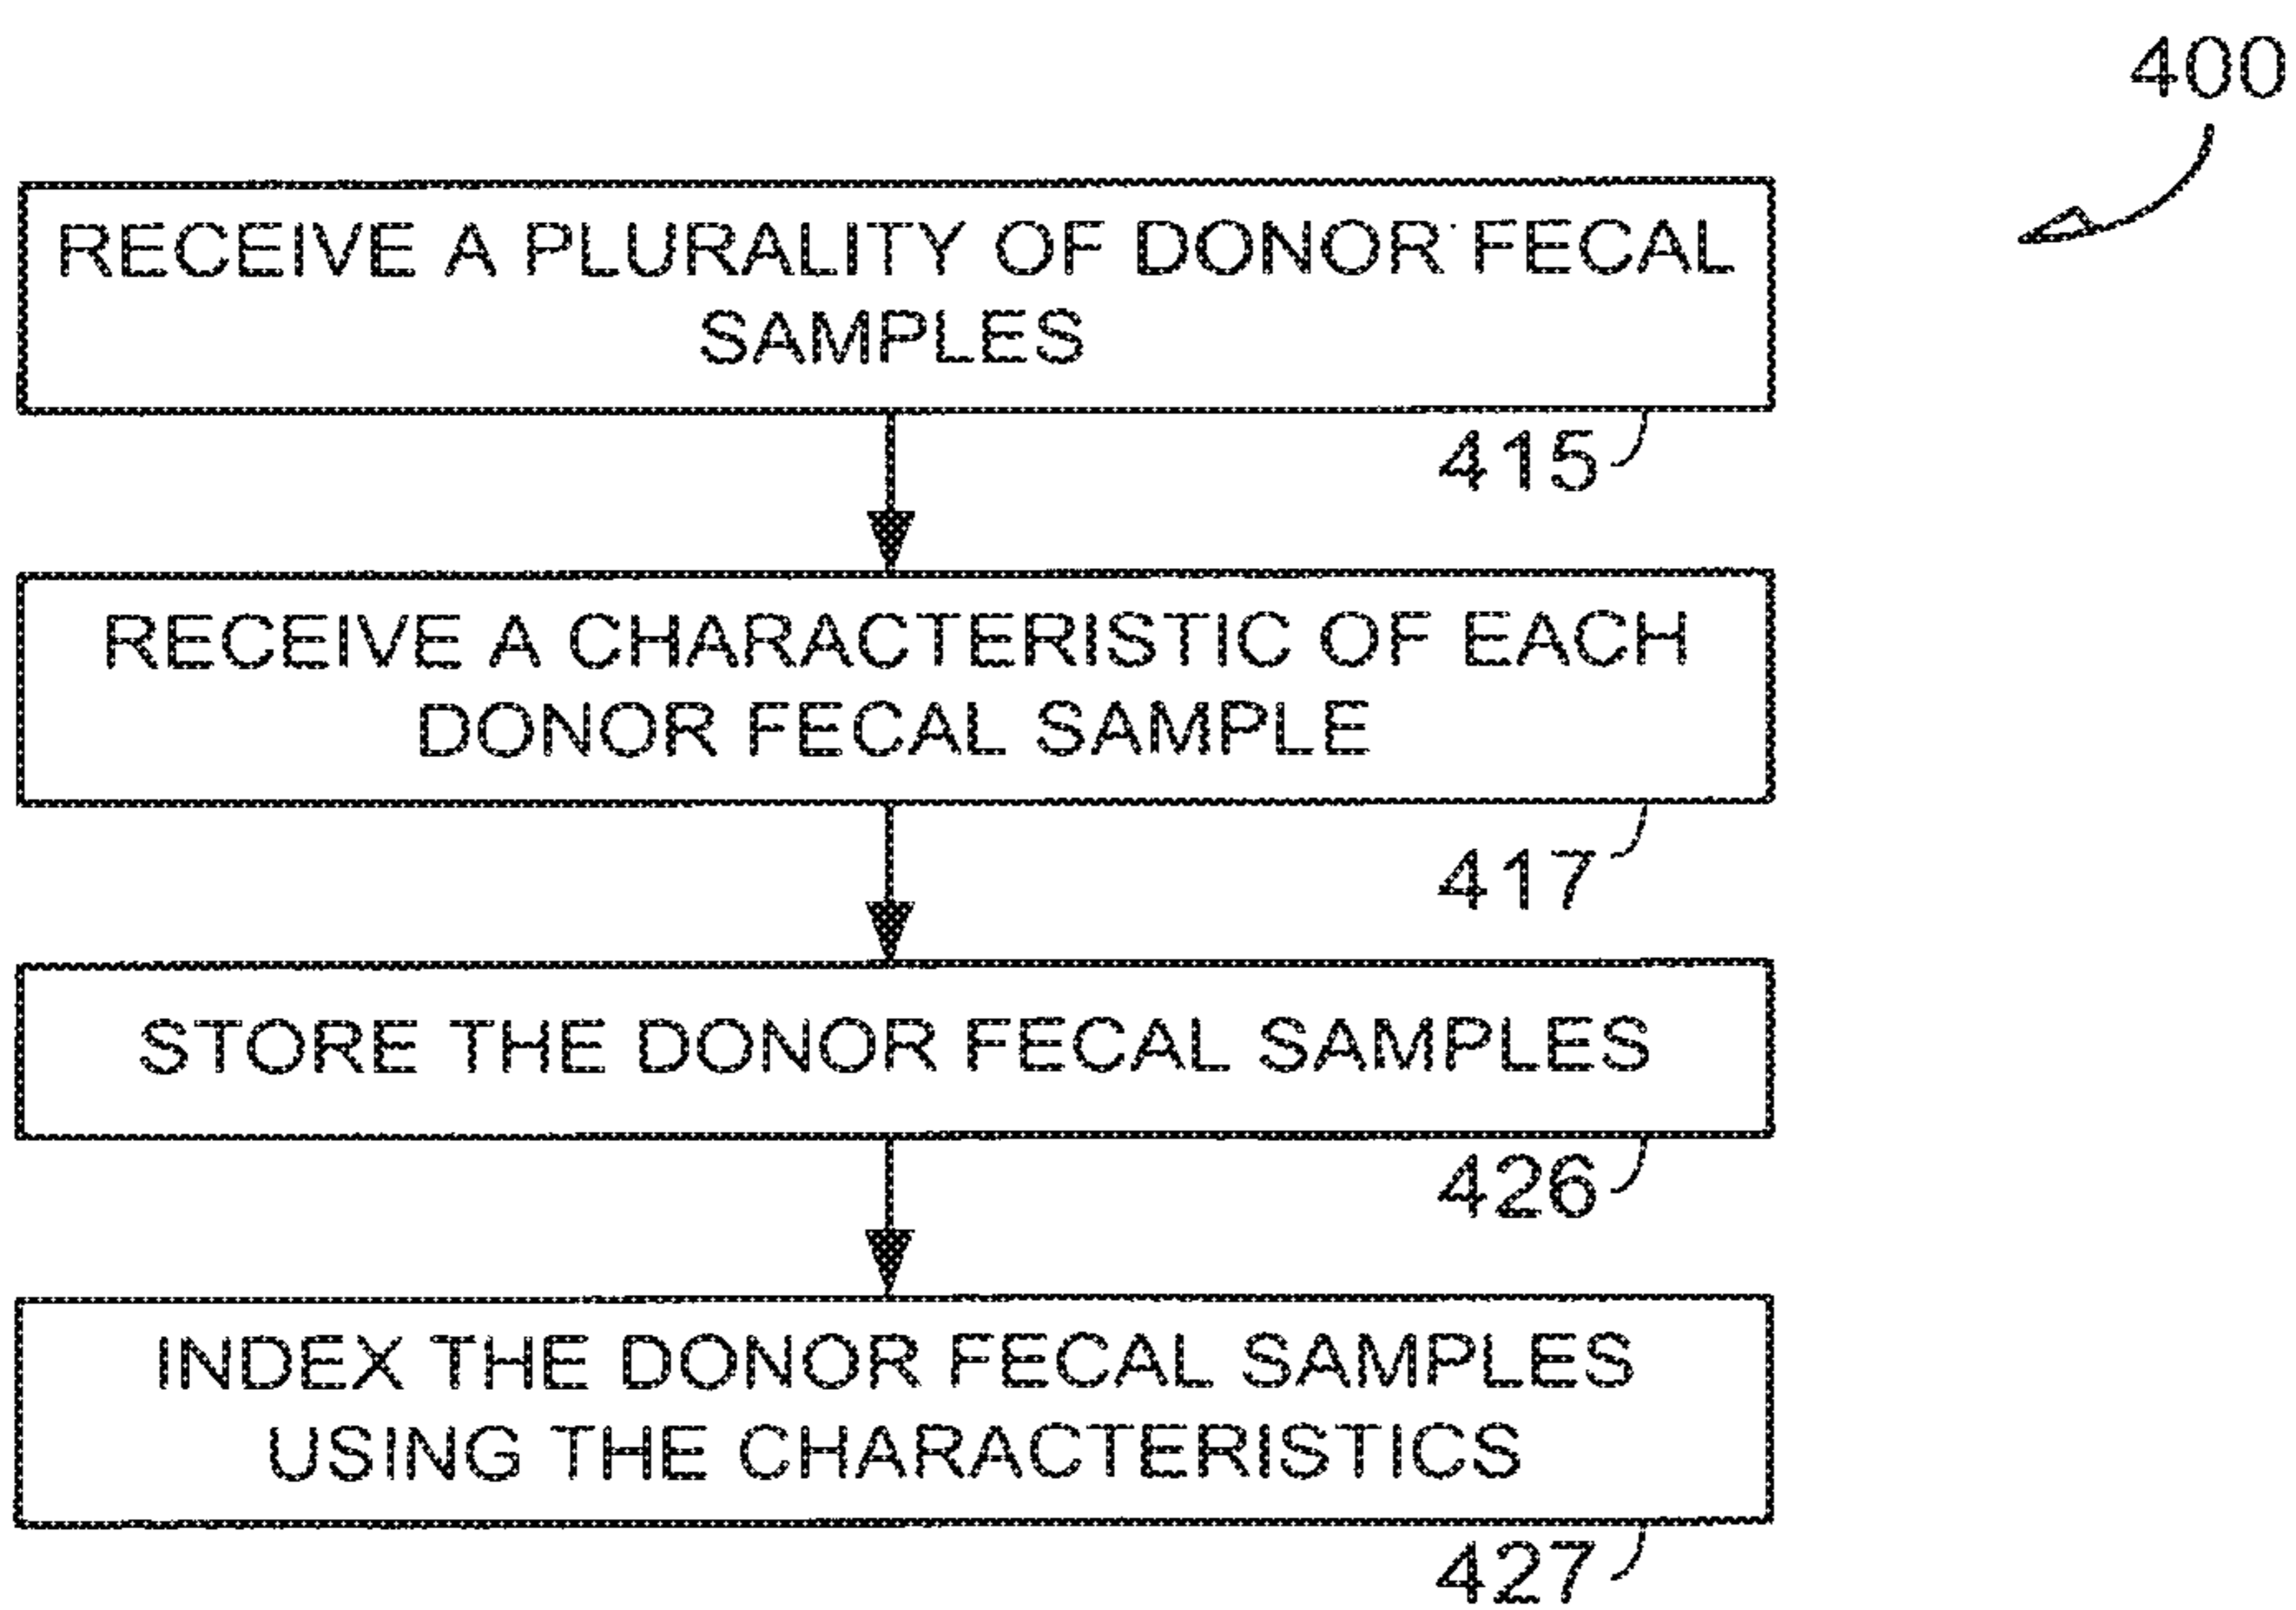 400
RECEIVE A PLURALITY OF DONOR FECAL
SAMPLES
415
RECEIVE A CHARACTERISTIC OF EACH
DONOR FECAL SAMPLE
417
STORE THE DONOR FECAL SAMPLES
426
INDEX THE DONOR FECAL SAMPLES
USING THE CHARACTERISTICS
427